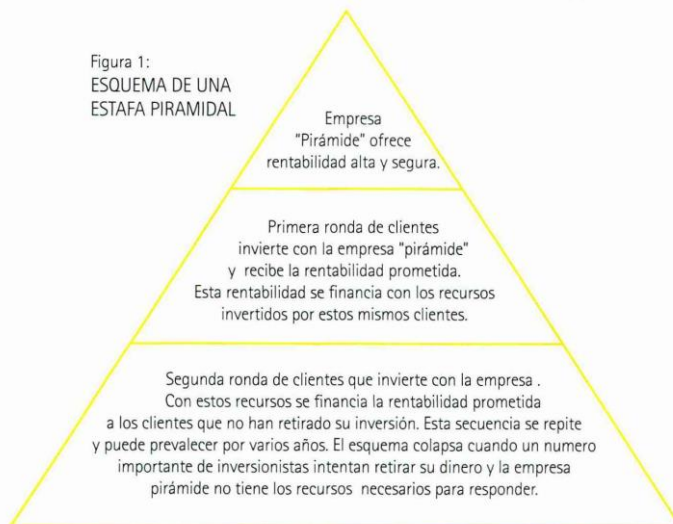 Figura 1:
ESQUEMA DE UNA
ESTAFA PIRAMIDAL
Empresa
"Pirámide" ofrece
rentabilidad alta y segura.
Primera ronda de clientes
invierte con la empresa "pirámide"
y recibe la rentabilidad prometida.
Esta rentabilidad se financia con los recursos
invertidos por estos mismos clientes.
Segunda ronda de clientes que invierte con la empresa .
Con estos recursos se financia la rentabilidad prometida
a los clientes que no han retirado su inversión. Esta secuencia se repite
y puede prevalecer por varios años. El esquema colapsa cuando un numero
importante de inversionistas intentan retirar su dinero y la empresa
pirámide no tiene los recursos necesarios para responder.